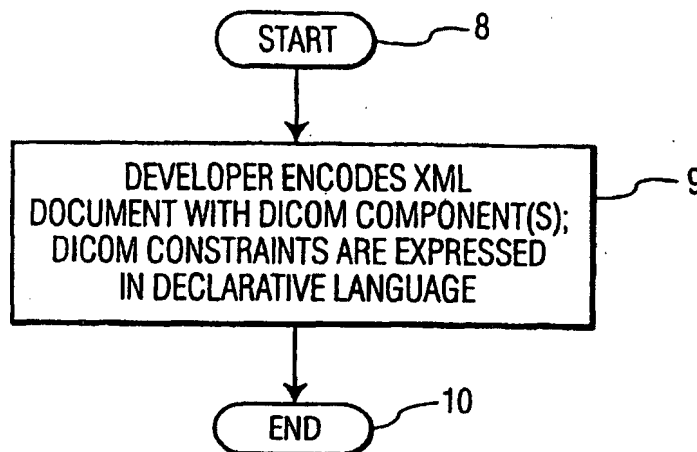 START
8
DEVELOPER ENCODES XML
DOCUMENT WITH DICOM COMPONENT(S);
DICOM CONSTRAINTS ARE EXPRESSED
IN DECLARATIVE LANGUAGE
9
END
10